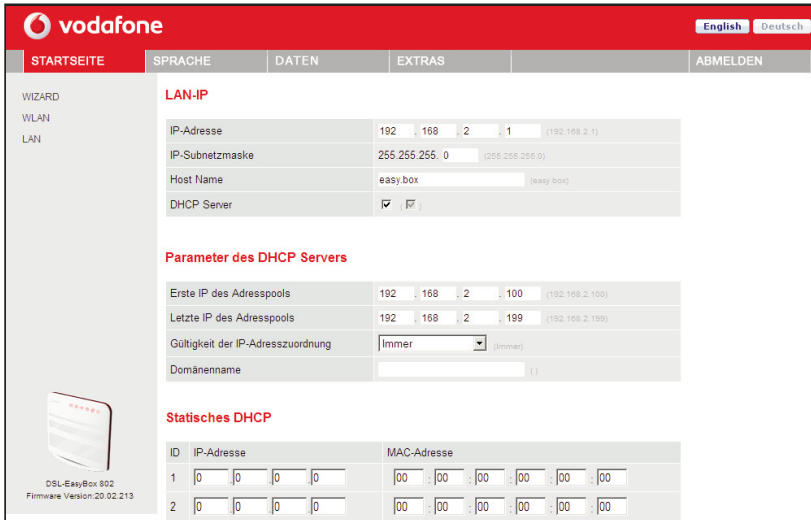 vodafone
English Deutsch
STARTSEITE SPRACHE DATEN EXTRAS ABMELDEN
WIZARD
WLAN
LAN
LAN-IP
IP-Adresse 192 . 168 . 2 . 1 (192.168.2.1)
IP-Subnetzmaske 255.255.255. 0 (255.255.255.0)
Host Name easy.box (easy.box)
DHCP Server ( )
Parameter des DHCP Servers
Erste IP des Adresspools 192 . 168 . 2 . 100 (192.168.2.100)
Letzte IP des Adresspools 192 . 168 . 2 . 199 (192.168.2.199)
Gültigkeit der IP-Adresszuordnung Immer (Immer)
Domänenname ( )
Statisches DHCP
ID IP-Adresse MAC-Adresse
1 0 .0 .0 .0 00 : 00 : 00 : 00 : 00 : 00
2 0 .0 .0 .0 00 : 00 : 00 : 00 : 00 : 00
DSL-EasyBox 802
Firmware Version:20.02.213